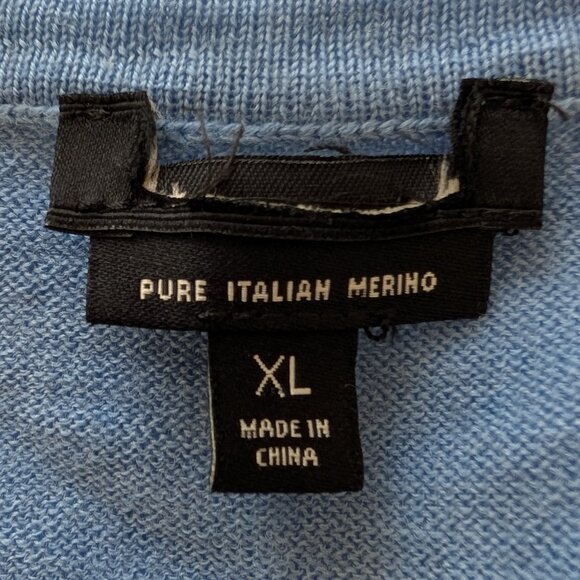 PURE ITALIAN MERINO
XL
MADE IN
CHINA